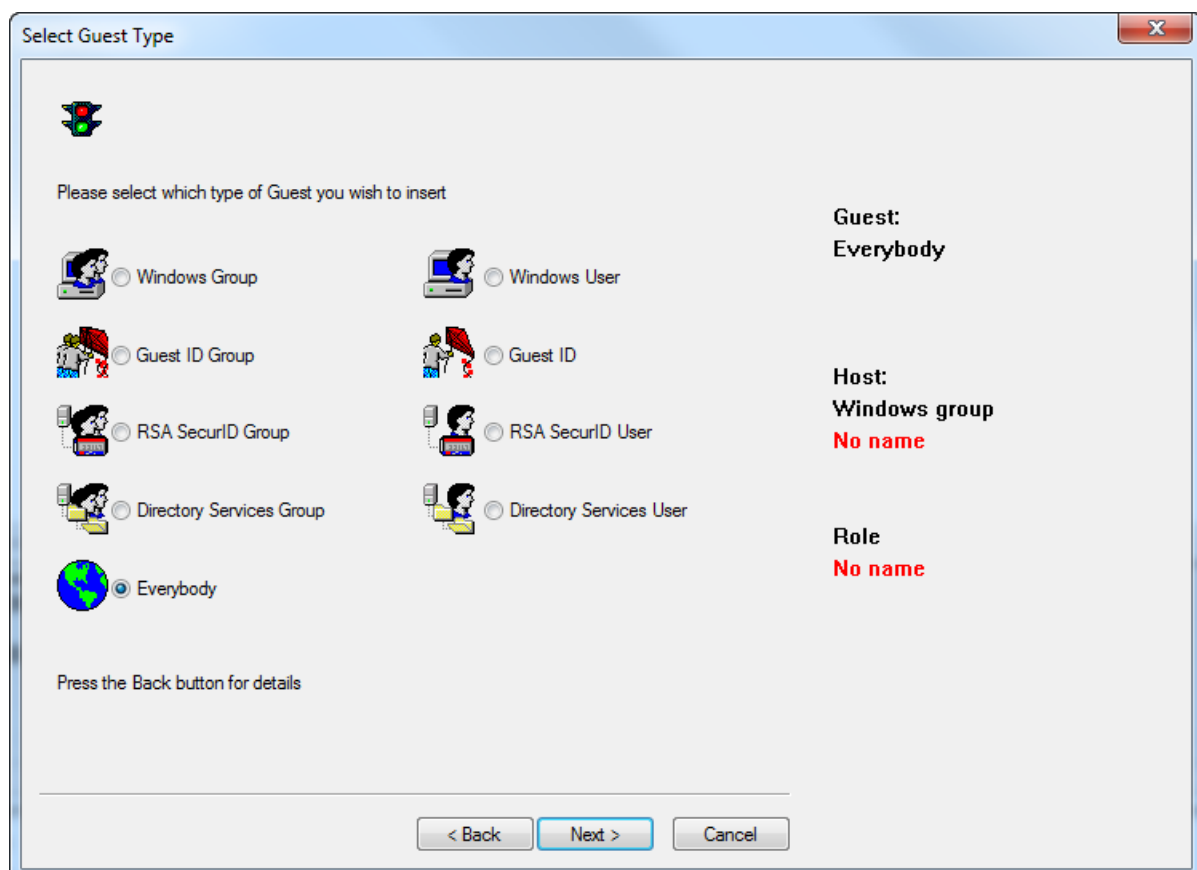 Select Guest Type
Please select which type of Guest you wish to insert
Windows Group
Windows User
Guest ID Group
Guest ID
RSA SecurID Group
RSA SecurID User
Directory Services Group
Directory Services User
Everybody
Press the Back button for details
< Back
Next >
Cancel
Guest:
Everybody
Host:
Windows group
No name
Role
No name